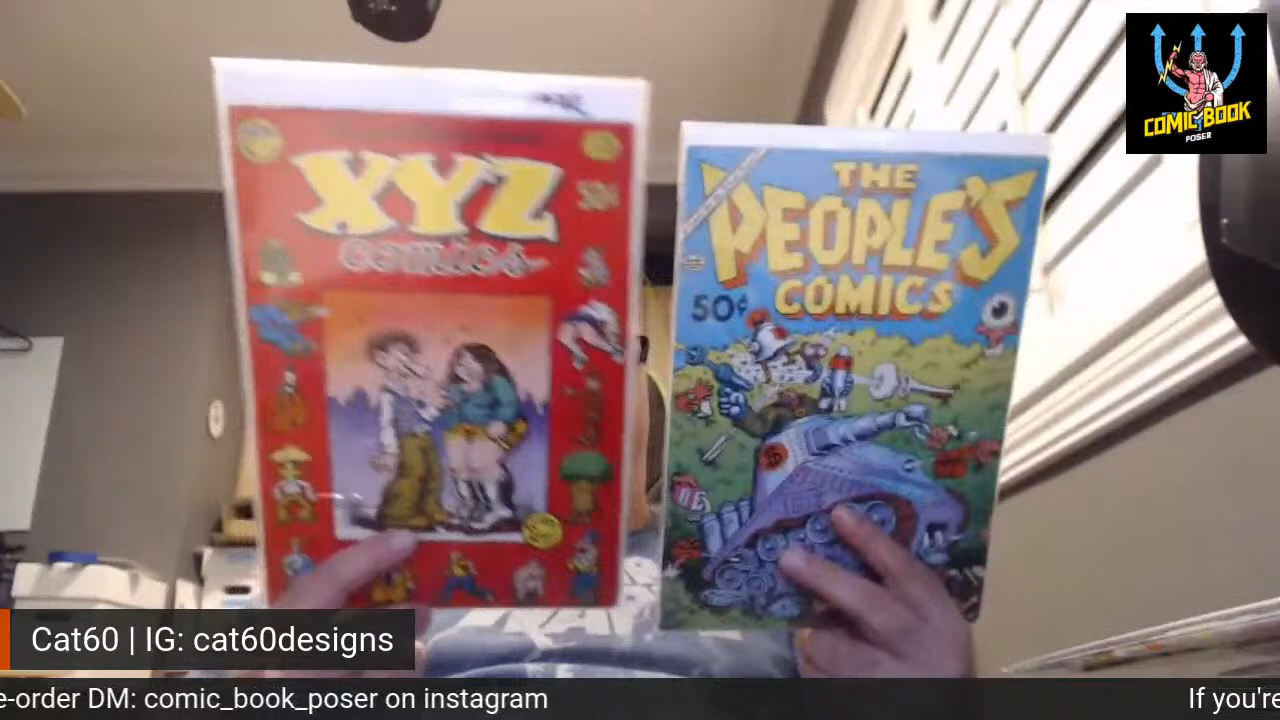 XYZ
comics
50¢
THE
PEOPLE'S
COMICS
50¢
COMIC BOOK
POSER
Cat60 | IG: cat60designs
e-order DM: comic_book_poser on instagram
If you're